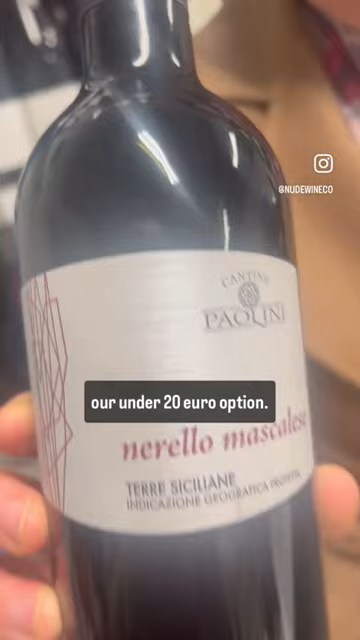 @NUDEWINECO
CANTINE
PAOLINI
our under 20 euro option.
nerello mascalese
TERRE SICILIANE
INDICAZIONE GEOGRAFICA PROTETTA